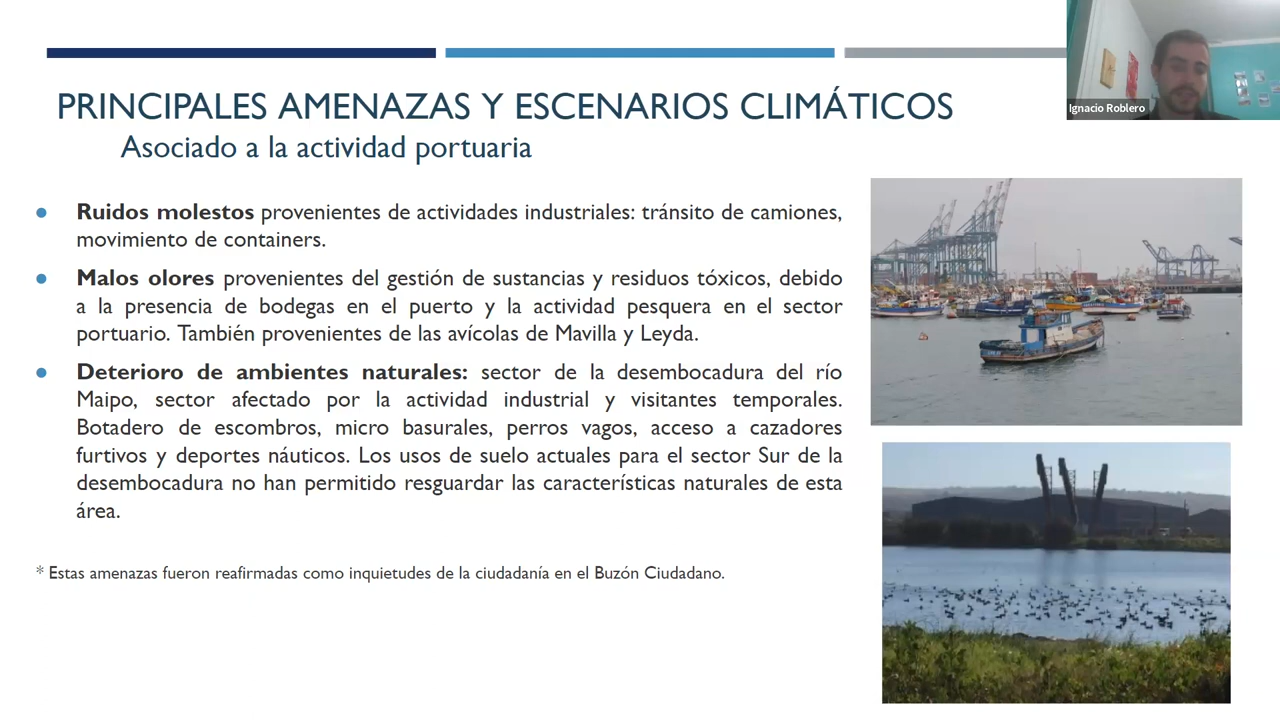 PRINCIPALES AMENAZAS Y ESCENARIOS CLIMÁTICOS
Asociado a la actividad portuaria
Ignacio Roblero
Ruidos molestos provenientes de actividades industriales: tránsito de camiones,
movimiento de containers.
Malos olores provenientes del gestión de sustancias y residuos tóxicos, debido
a la presencia de bodegas en el puerto y la actividad pesquera en el sector
portuario. También provenientes de las avícolas de Mavilla y Leyda.
Deterioro de ambientes naturales: sector de la desembocadura del río
Maipo, sector afectado por la actividad industrial y visitantes temporales.
Botadero de escombros, micro basurales, perros vagos, acceso a cazadores
furtivos y deportes náuticos. Los usos de suelo actuales para el sector Sur de la
desembocadura no han permitido resguardar las características naturales de esta
área.
* Estas amenazas fueron reafirmadas como inquietudes de la ciudadanía en el Buzón Ciudadano.